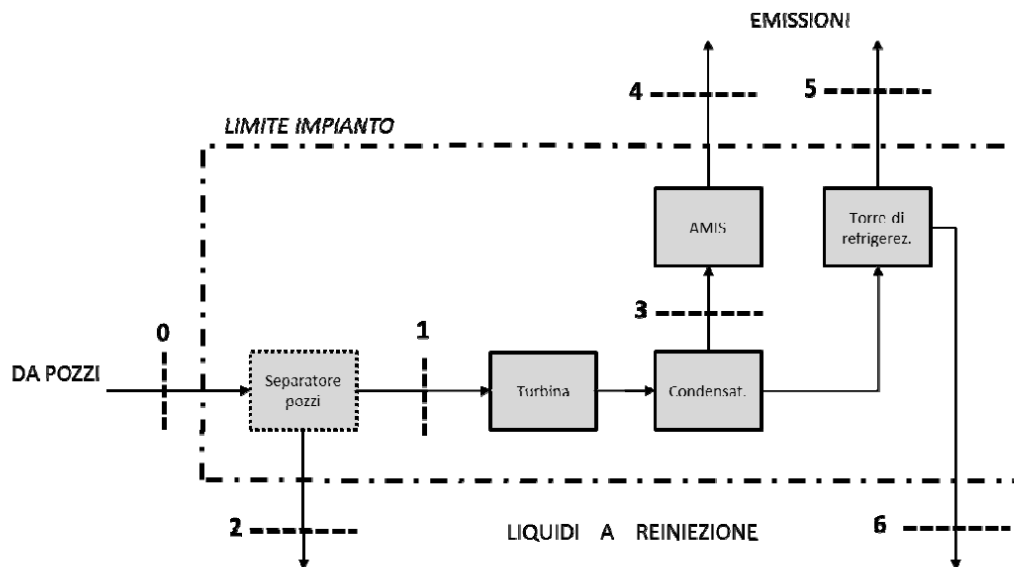 EMISSIONI
4
5
LIMITE IMPIANTO
AMIS
Torre di
refrigerez.
3
0
1
DA POZZI
Separatore
pozzi
Turbina
Condensat.
2
LIQUIDI A REINIEZIONE
6